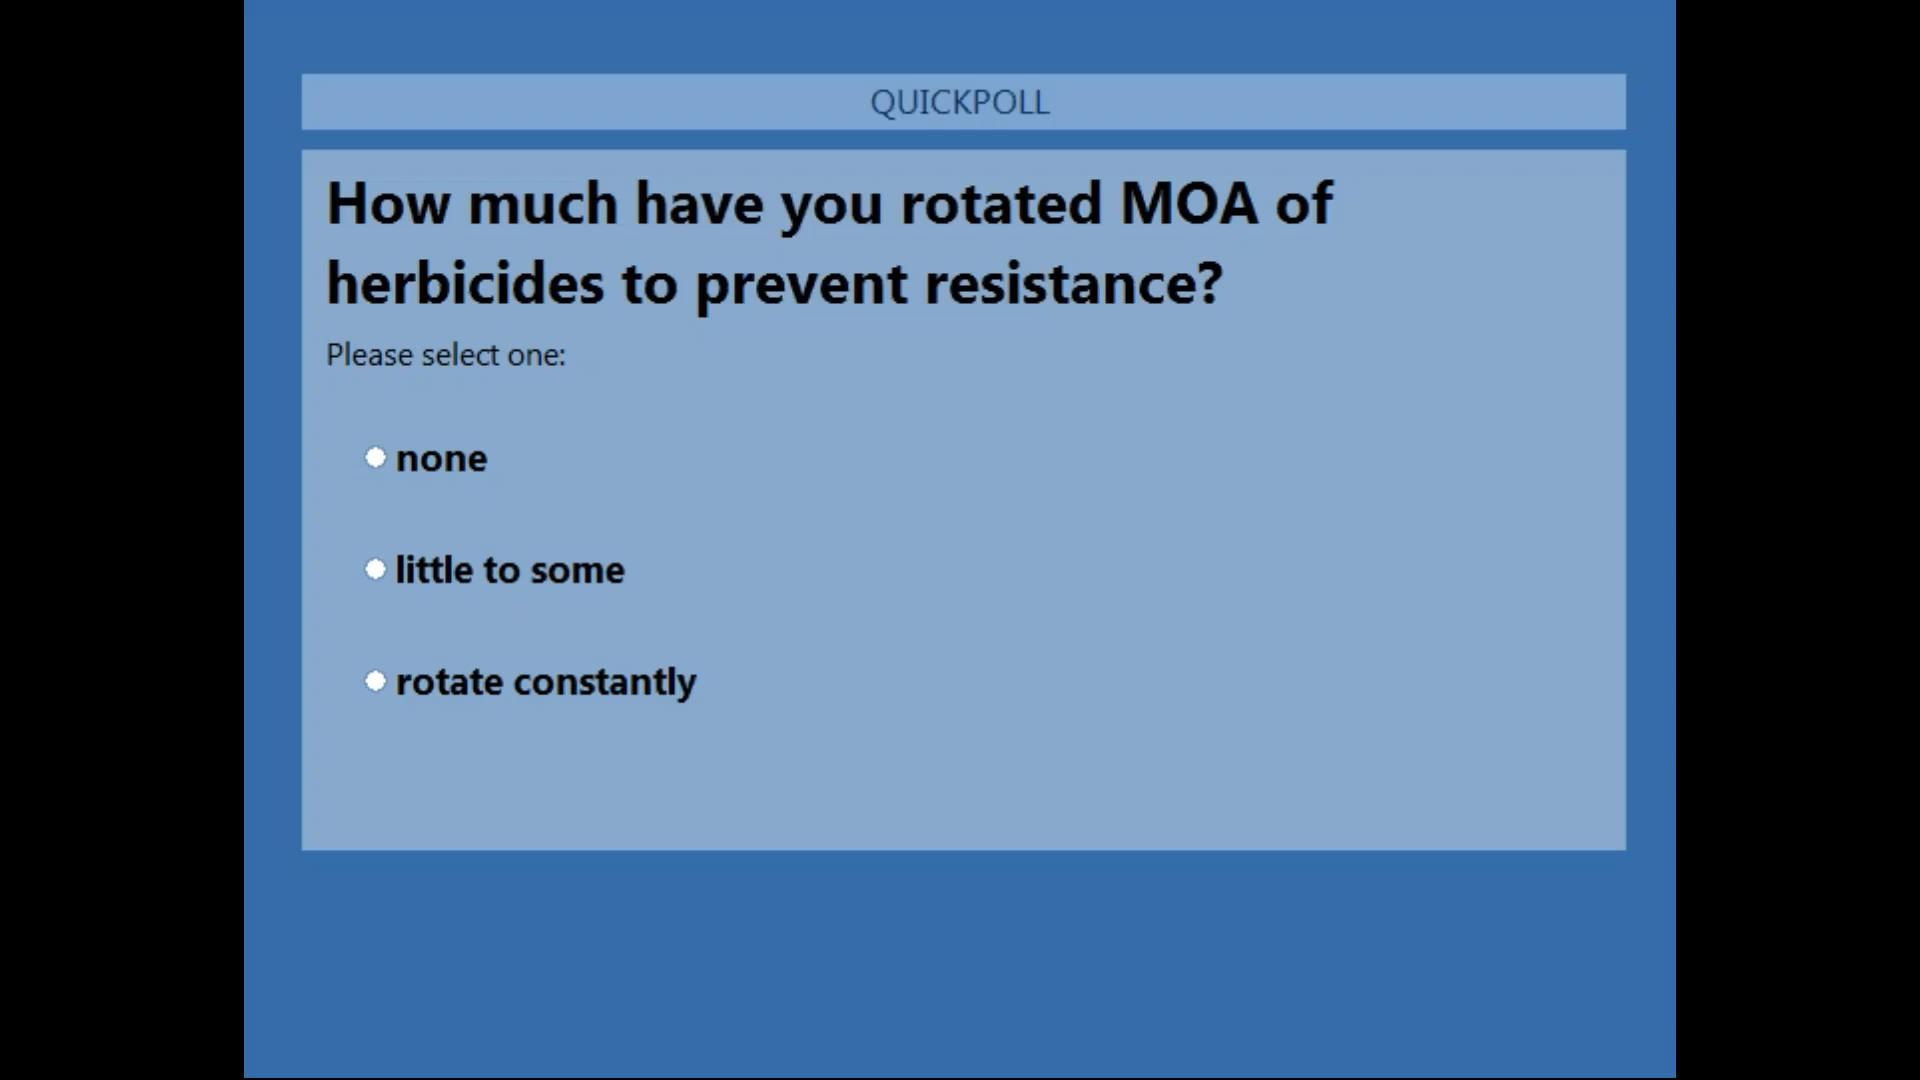 QUICKPOLL
How much have you rotated MOA of
herbicides to prevent resistance?
Please select one:
none
little to some
rotate constantly